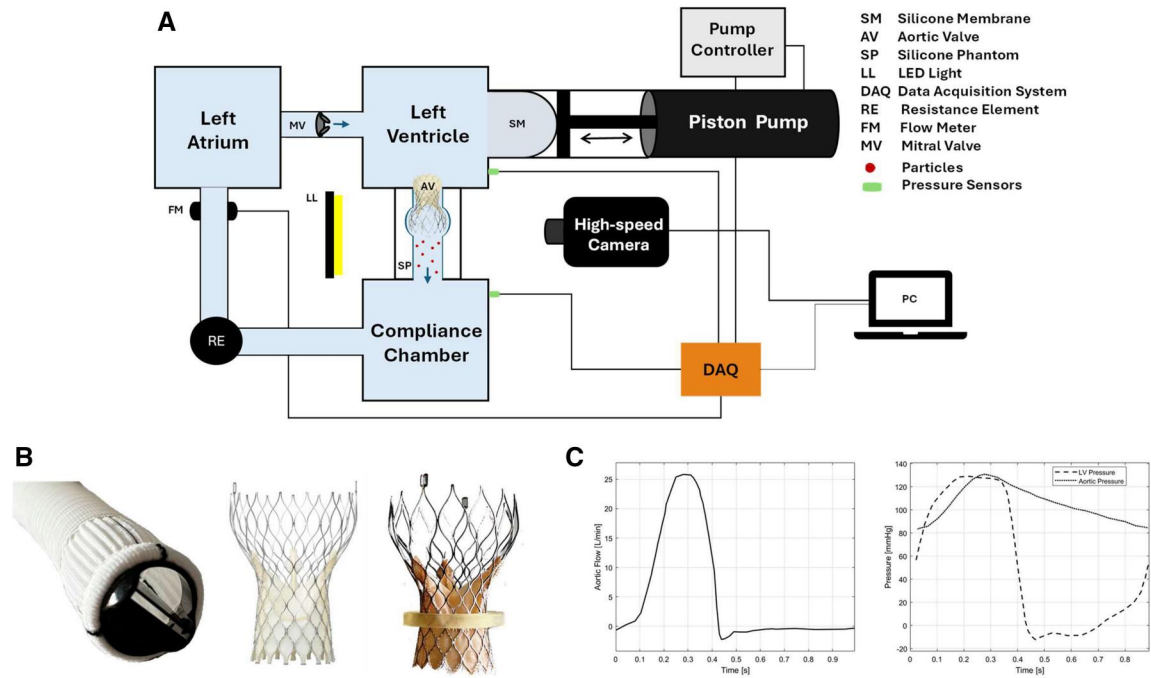 A
Pump
Controller
SM Silicone Membrane
AV Aortic Valve
SP Silicone Phantom
LL LED Light
DAQ Data Acquisition System
RE Resistance Element
FM Flow Meter
MV Mitral Valve
Particles
Pressure Sensors
Left
Atrium
MV
Left
Ventricle
SM
Piston Pump
AV
LL
FM
High-speed
Camera
SP
PC
RE
Compliance
Chamber
DAQ
B
C
Aortic Flow [L/min]
25
20
15
10
5
0
0 0.1 0.2 0.3 0.4 0.5 0.6 0.7 0.8 0.9
Time [s]
LV Pressure
Aortic Pressure
Pressure [mmHg]
140
120
100
80
60
40
20
0
-20
0 0.1 0.2 0.3 0.4 0.5 0.6 0.7 0.8
Time [s]